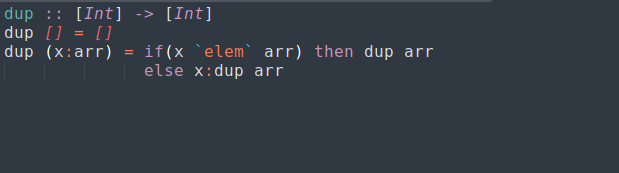 dup :: [Int] -> [Int]
dup [] = []
dup (x:arr) = if(x `elem` arr) then dup arr
              else x:dup arr